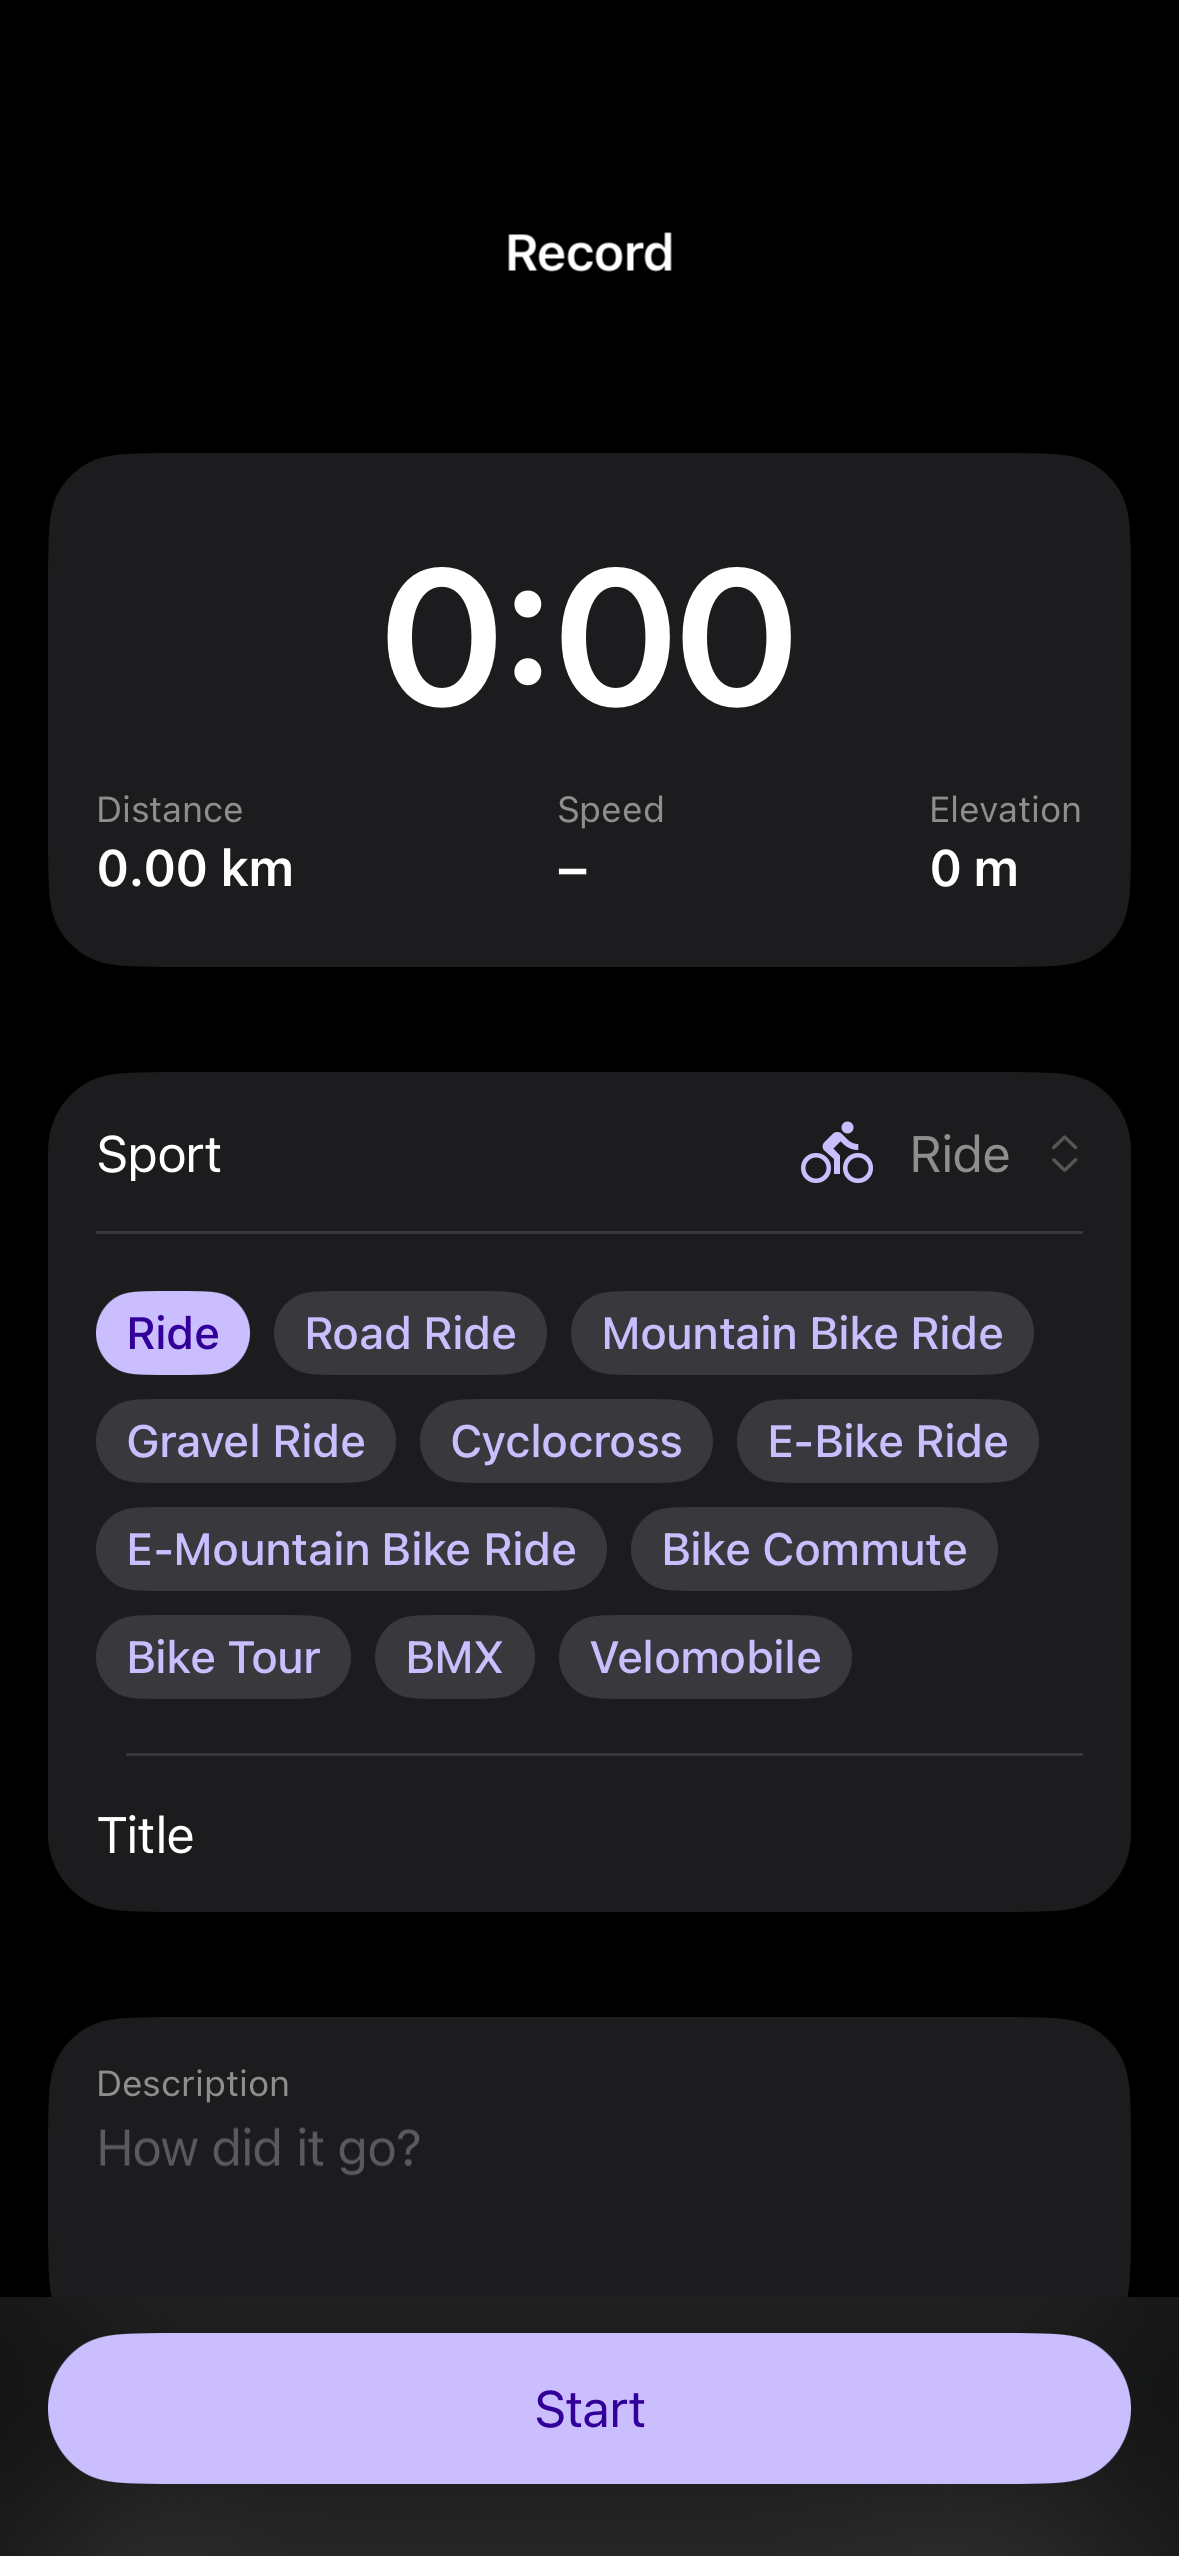 Record
0:00
Distance Speed Elevation
0.00 km – 0 m
Sport Ride
Ride Road Ride Mountain Bike Ride
Gravel Ride Cyclocross E-Bike Ride
E-Mountain Bike Ride Bike Commute
Bike Tour BMX Velomobile
Title
Description
How did it go?
Start